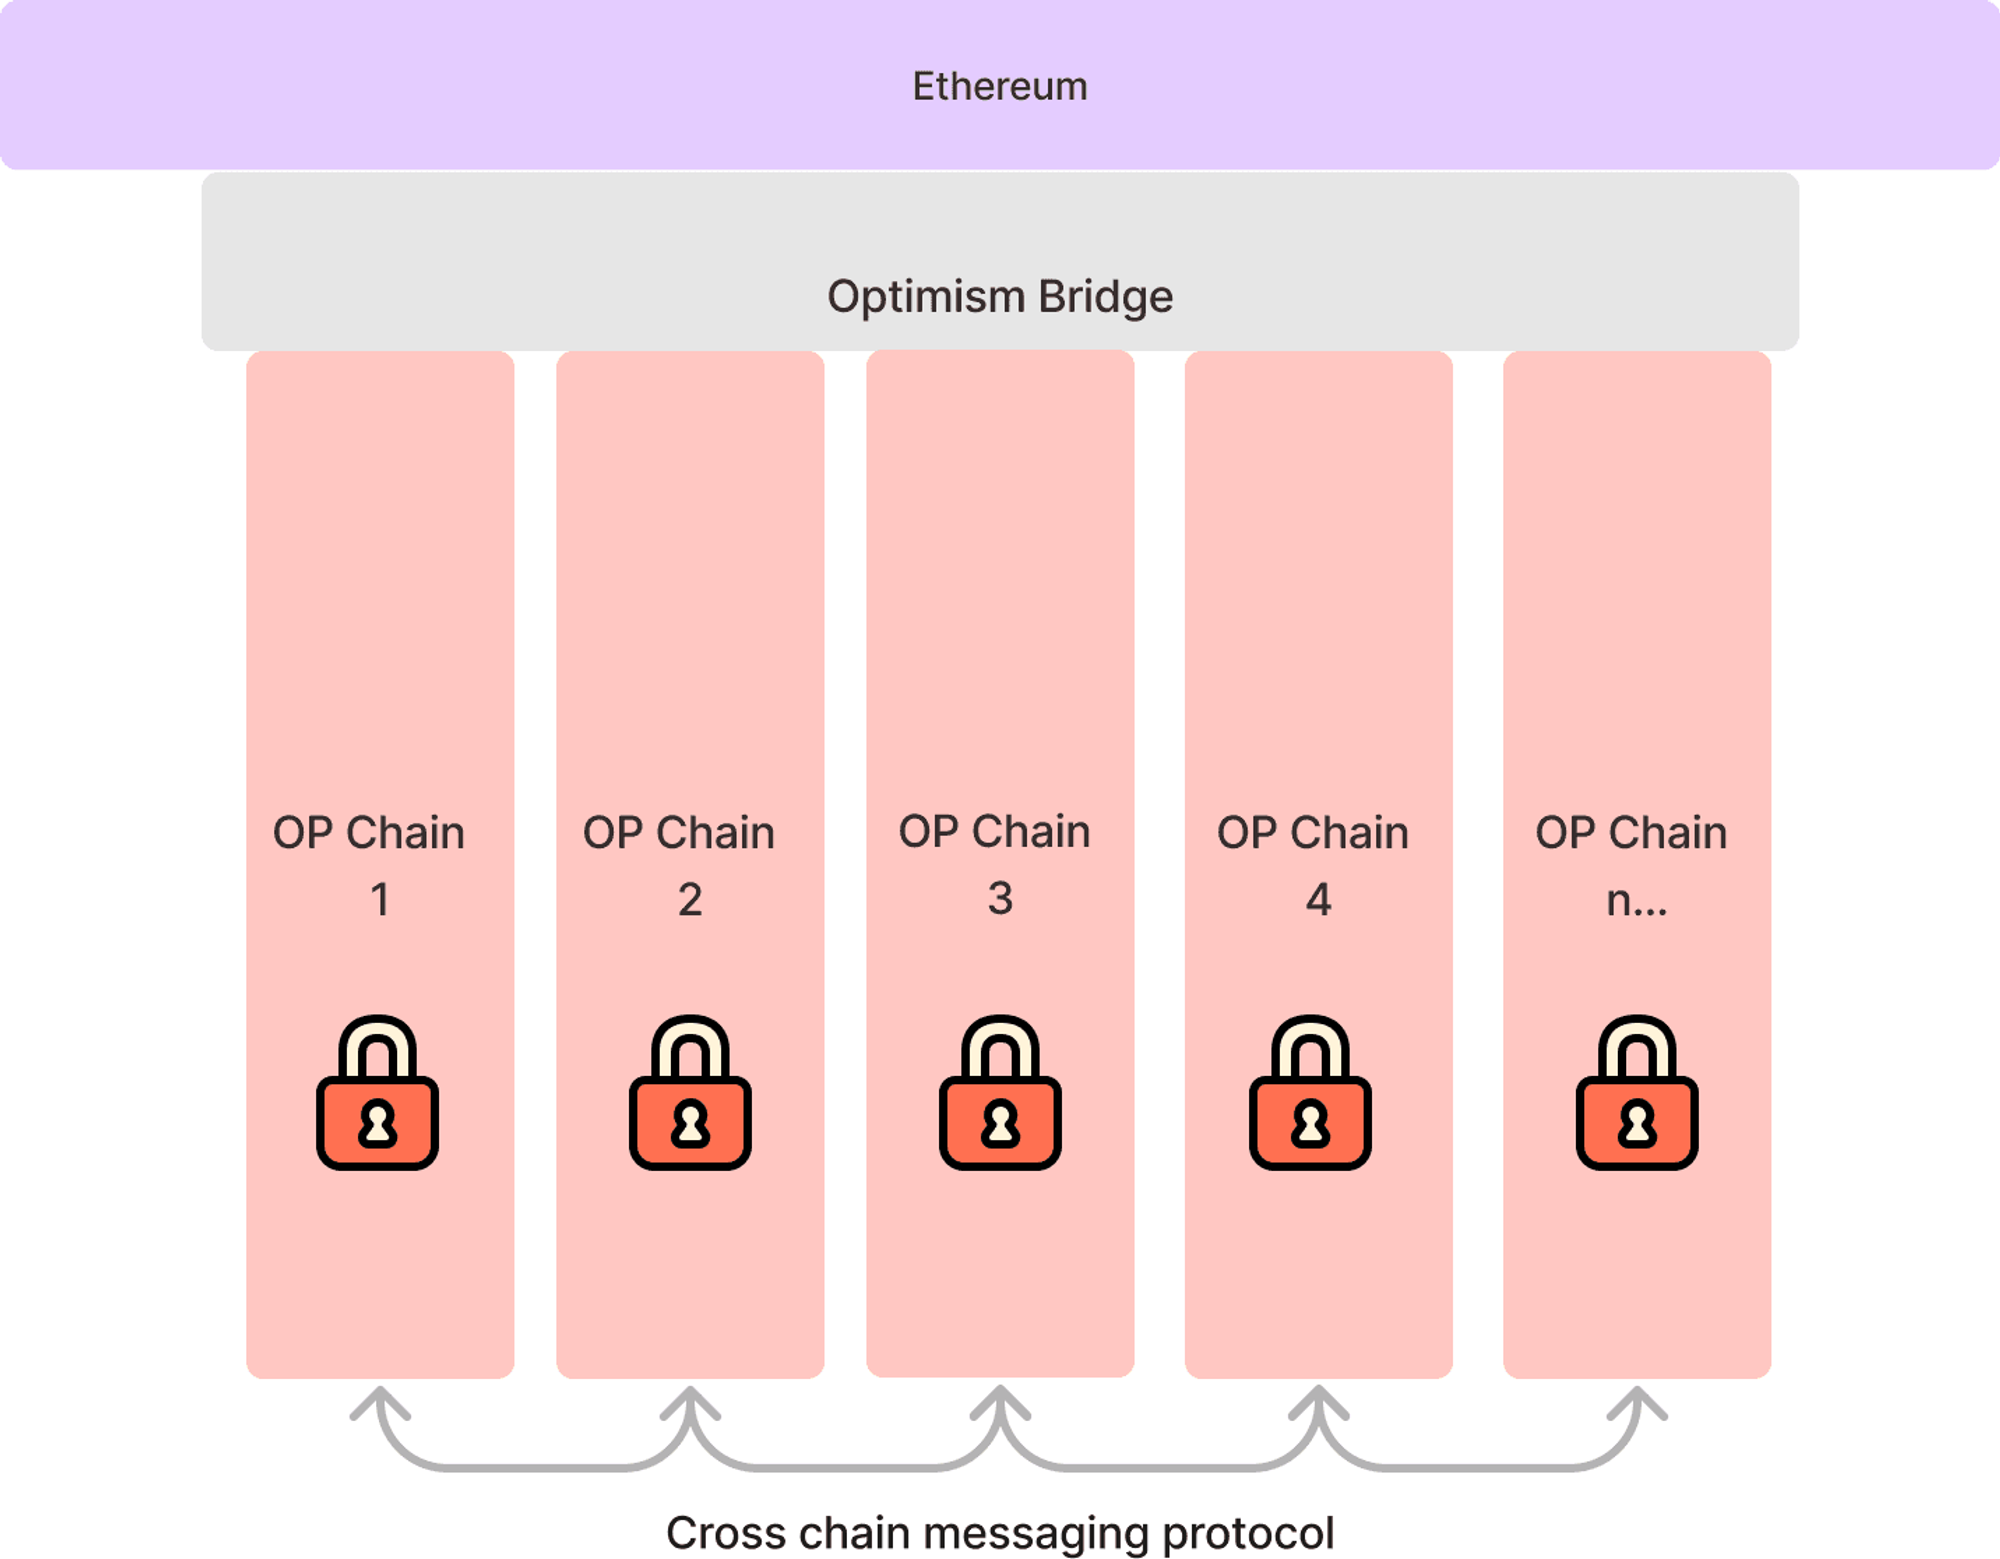 Ethereum
Optimism Bridge
OP Chain
1
OP Chain
2
OP Chain
3
OP Chain
4
OP Chain
n...
Cross chain messaging protocol